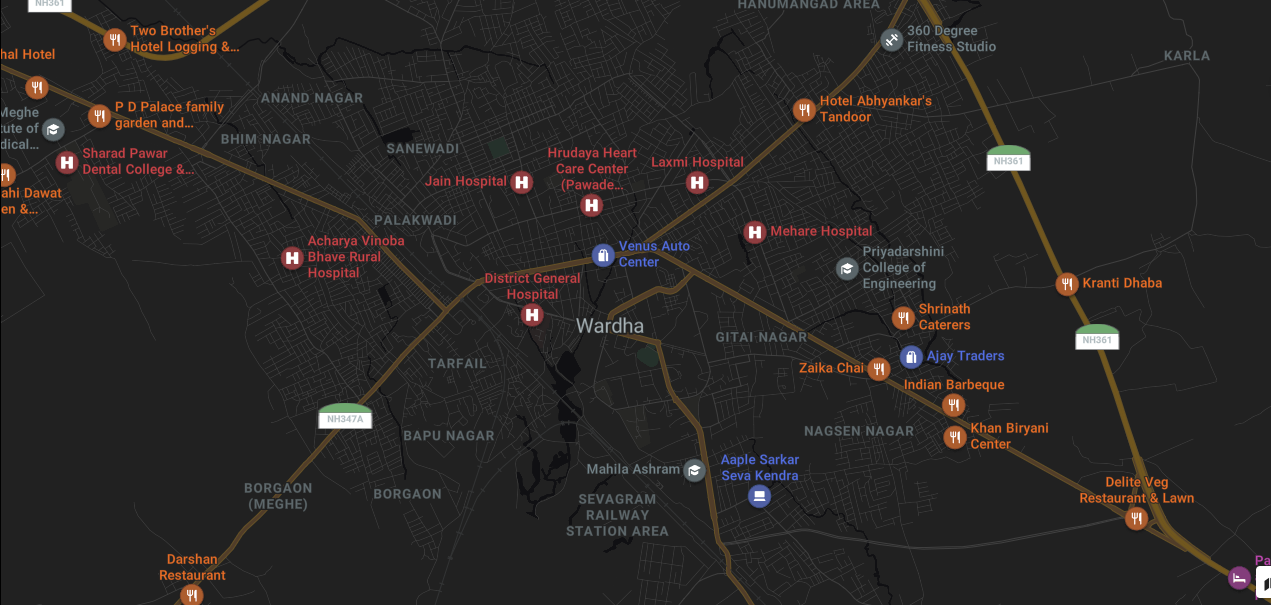 NH361
HANUMANGAD AREA
Two Brother's
Hotel Logging &...
360 Degree
Fitness Studio
hal Hotel
KARLA
ANAND NAGAR
P D Palace family
garden and...
Hotel Abhyankar's
Tandoor
Meghe
tute of
dical...
BHIM NAGAR
SANEWADI
Sharad Pawar
Dental College &...
Hrudaya Heart
Care Center
(Pawade...
Laxmi Hospital
NH361
Jain Hospital
ahi Dawat
en &...
PALAKWADI
Mehare Hospital
Acharya Vinoba
Bhave Rural
Hospital
Venus Auto
Center
Priyadarshini
College of
Engineering
District General
Hospital
Kranti Dhaba
Shrinath
Caterers
Wardha
GITAI NAGAR
NH361
Ajay Traders
TARFAIL
Zaika Chai
Indian Barbeque
NH347A
BAPU NAGAR
NAGSEN NAGAR
Khan Biryani
Center
Mahila Ashram
Aaple Sarkar
Seva Kendra
BORGAON
(MEGHE)
BORGAON
SEVAGRAM
RAILWAY
STATION AREA
Delite Veg
Restaurant & Lawn
Darshan
Restaurant
Pa